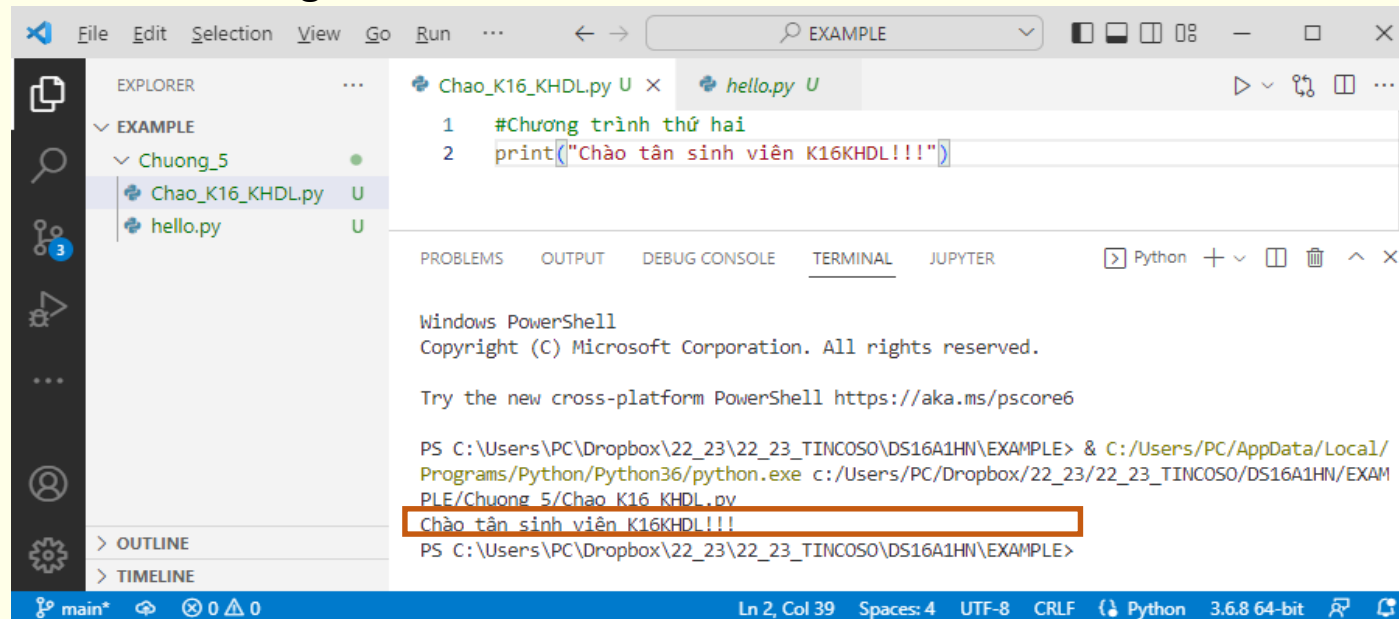 File Edit Selection View Go Run ··· EXAMPLE
EXPLORER ···
EXAMPLE
Chuong_5
Chao_K16_KHDL.py U
hello.py U
3
OUTLINE
TIMELINE
Chao_K16_KHDL.py U hello.py U
1 #Chương trình thứ hai
2 print("Chào tân sinh viên K16KHDL!!!")
PROBLEMS OUTPUT DEBUG CONSOLE TERMINAL JUPYTER Python
Windows PowerShell
Copyright (C) Microsoft Corporation. All rights reserved.
Try the new cross-platform PowerShell https://aka.ms/pscore6
PS C:\Users\PC\Dropbox\22_23\22_23_TINCOSO\DS16A1HN\EXAMPLE> & C:/Users/PC/AppData/Local/
Programs/Python/Python36/python.exe c:/Users/PC/Dropbox/22_23/22_23_TINCOSO/DS16A1HN/EXAM
PLE/Chuong_5/Chao_K16_KHDL.py
Chào tân sinh viên K16KHDL!!!
PS C:\Users\PC\Dropbox\22_23\22_23_TINCOSO\DS16A1HN\EXAMPLE>
main* 0 0 Ln 2, Col 39 Spaces: 4 UTF-8 CRLF Python 3.6.8 64-bit